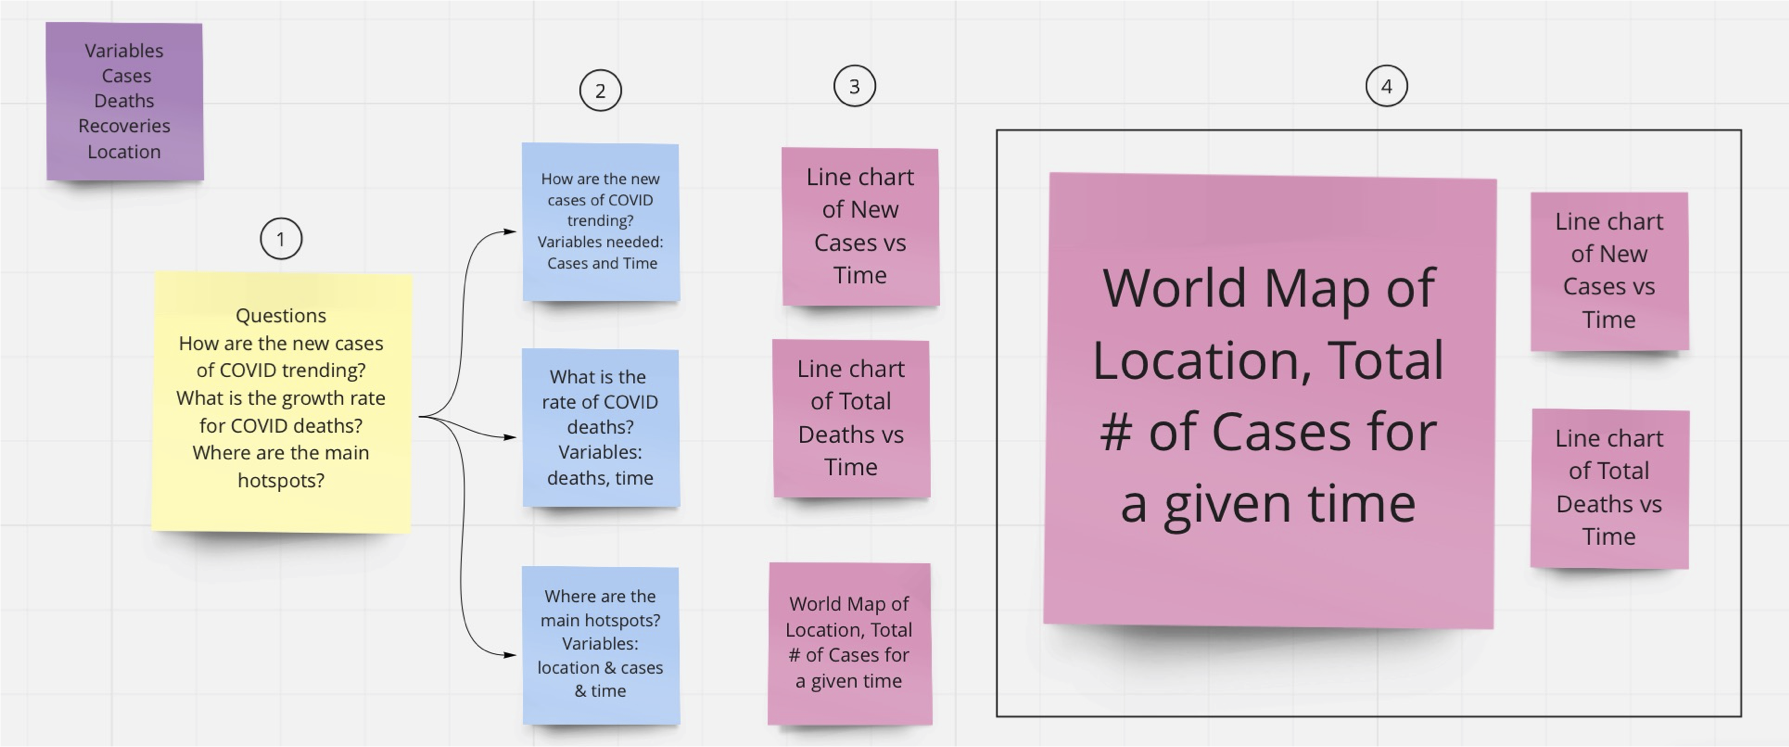 Variables
Cases
Deaths
Recoveries
Location
1
Questions
How are the new cases
of COVID trending?
What is the growth rate
for COVID deaths?
Where are the main
hotspots?
2
How are the new
cases of COVID
trending?
Variables needed:
Cases and Time
What is the
rate of COVID
deaths?
Variables:
deaths, time
Where are the
main hotspots?
Variables:
location & cases
& time
3
Line chart
of New
Cases vs
Time
Line chart
of Total
Deaths vs
Time
World Map of
Location, Total
# of Cases for
a given time
4
World Map of
Location, Total
# of Cases for
a given time
Line chart
of New
Cases vs
Time
Line chart
of Total
Deaths vs
Time